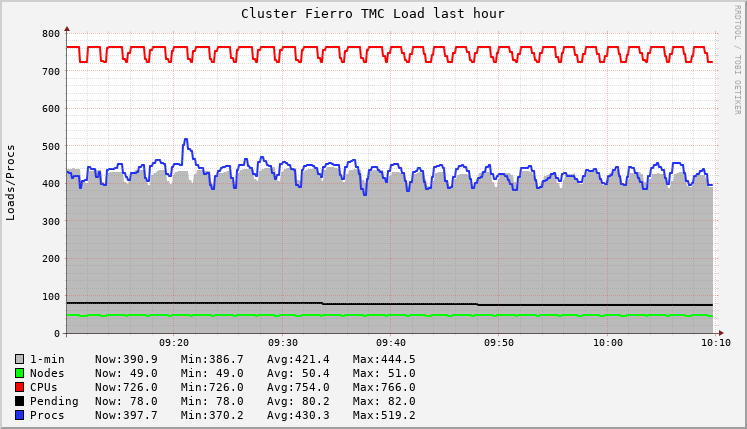 Cluster Fierro TMC Load last hour
RRDTOOL / TOBI OETIKER
Loads/Procs
800
700
600
500
400
300
200
100
0
09:20 09:30 09:40 09:50 10:00 10:10
1-min Now:390.9 Min:386.7 Avg:421.4 Max:444.5
Nodes Now: 49.0 Min: 49.0 Avg: 50.4 Max: 51.0
CPUs Now:726.0 Min:726.0 Avg:754.0 Max:766.0
Pending Now: 78.0 Min: 78.0 Avg: 80.2 Max: 82.0
Procs Now:397.7 Min:370.2 Avg:430.3 Max:519.2